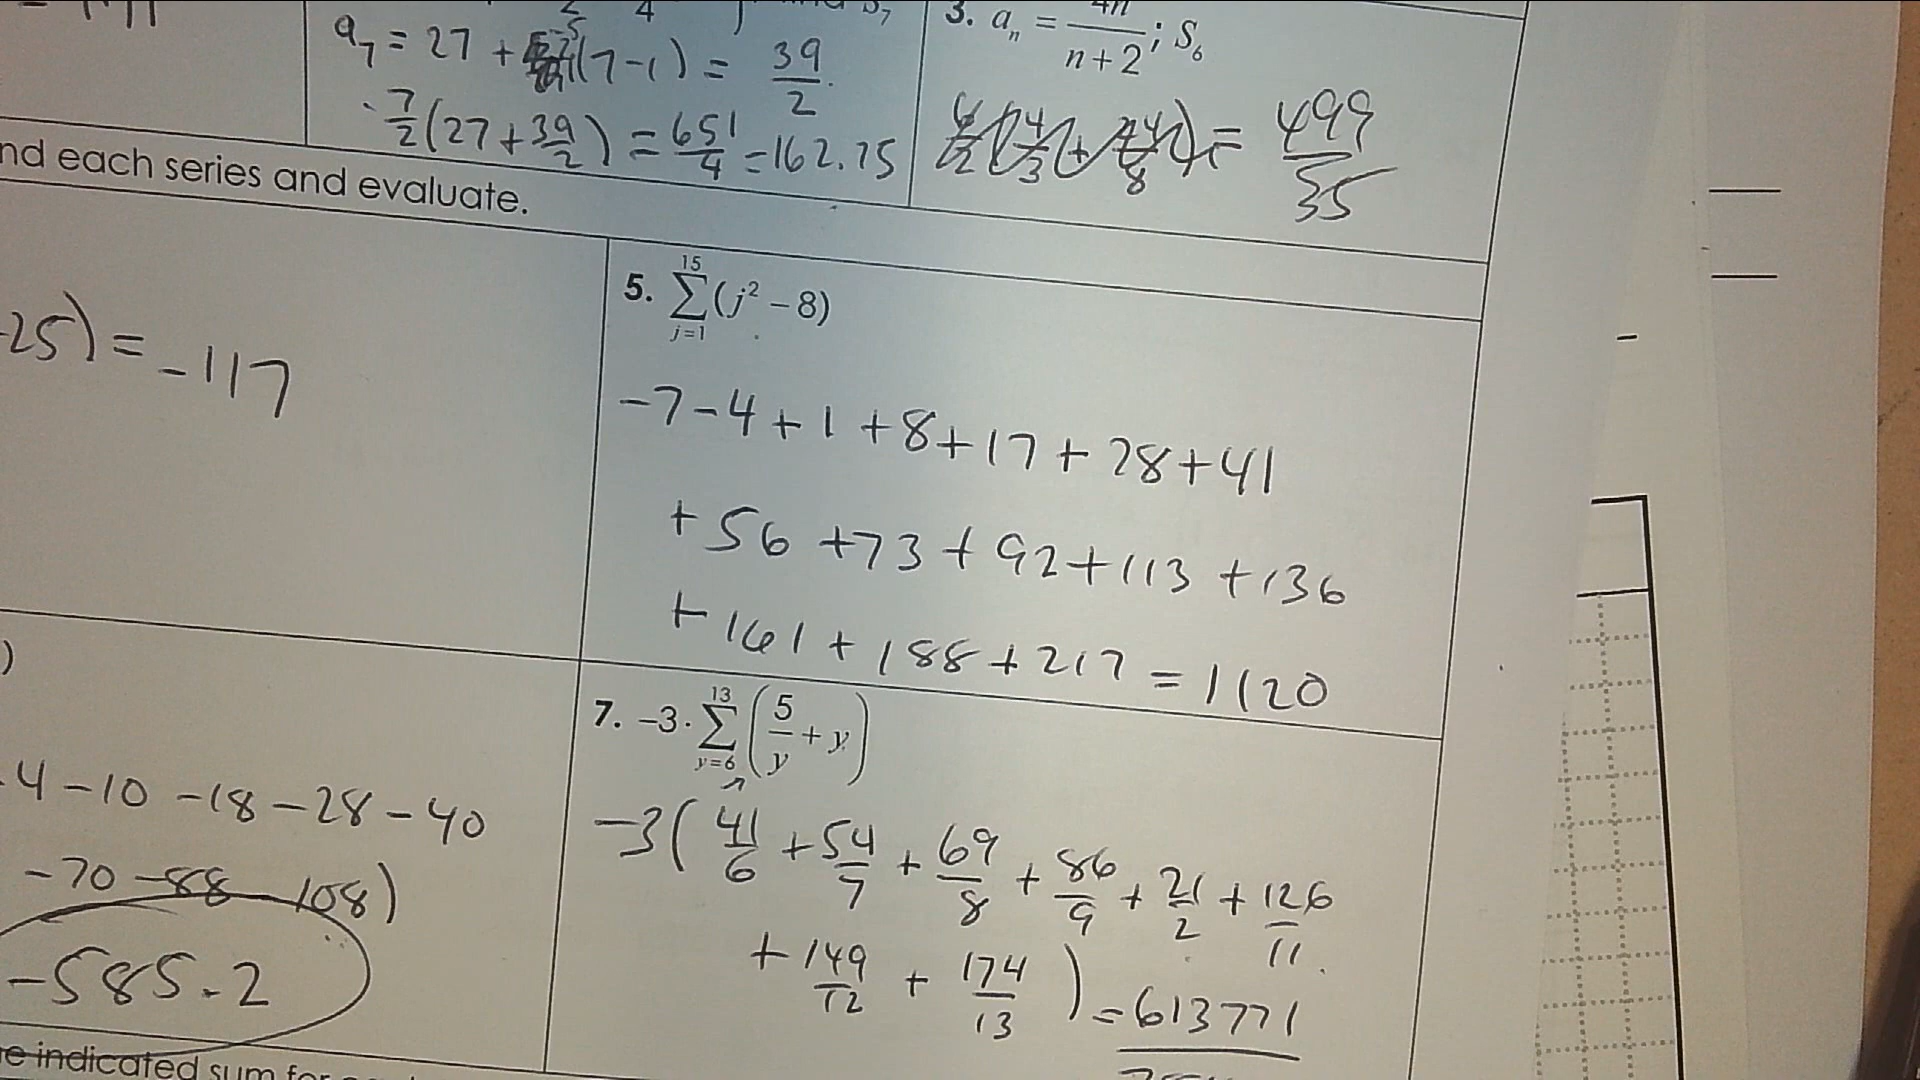 a₇ = 27 + (7-1) = 39/2
7/2(27+39/2) = 651/4 = 162.75
3. aₙ = 4n/(n+2); S₆
= 499/35
nd each series and evaluate.
25) = -117
5. ∑_{j=1}^{15} (j² - 8)
-7-4+1+8+17+28+41
+56+73+92+113+136
+161+188+217=1120
)
4-10-18-28-40
-70-88-108)
-585.2
7. -3·∑_{y=6}^{13} (5/y + y)
-3(41/6 + 54/7 + 69/8 + 86/9 + 21/2 + 126/11
+ 149/12 + 174/13) = 613771
e indicated sum for